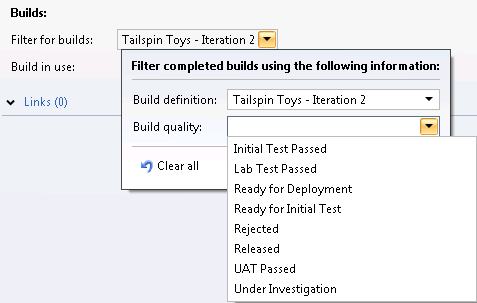 Builds:
Filter for builds: Tailspin Toys - Iteration 2
Filter completed builds using the following information:
Build in use:
Build definition: Tailspin Toys - Iteration 2
Links (0)
Build quality:
Initial Test Passed
Clear all
Lab Test Passed
Ready for Deployment
Ready for Initial Test
Rejected
Released
UAT Passed
Under Investigation